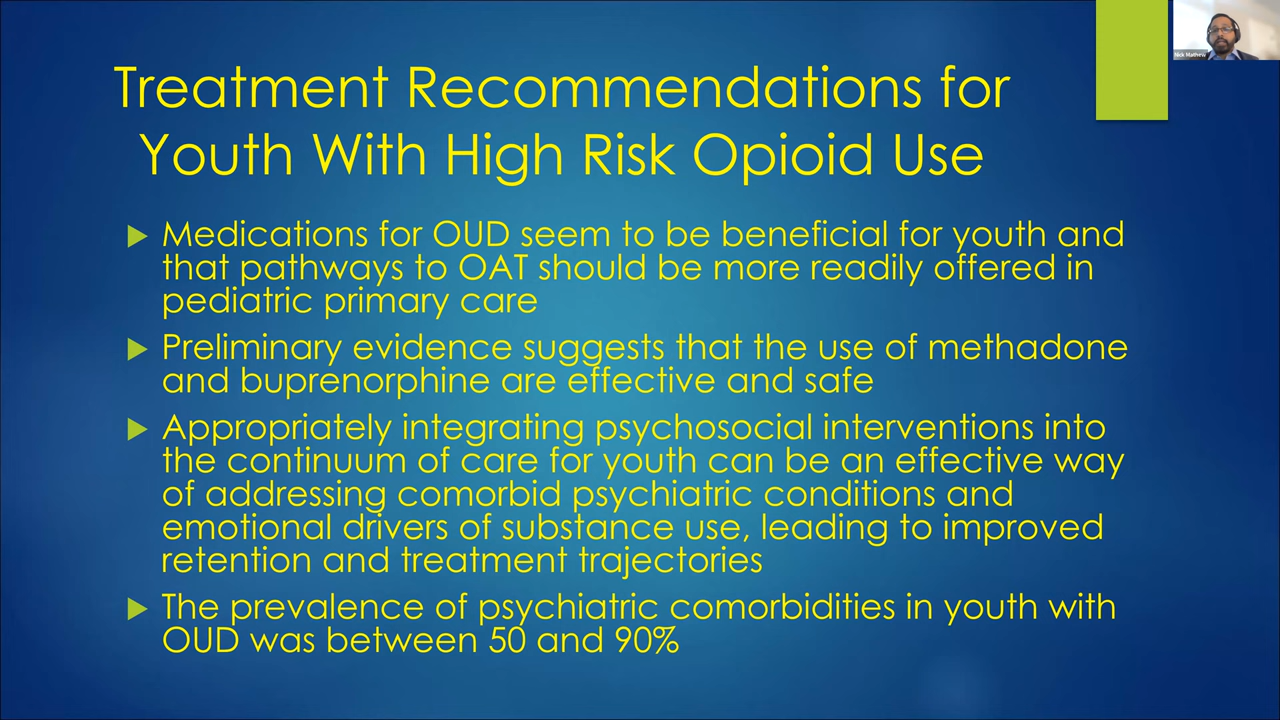 Nick Mathew
Treatment Recommendations for
Youth With High Risk Opioid Use
Medications for OUD seem to be beneficial for youth and
that pathways to OAT should be more readily offered in
pediatric primary care
Preliminary evidence suggests that the use of methadone
and buprenorphine are effective and safe
Appropriately integrating psychosocial interventions into
the continuum of care for youth can be an effective way
of addressing comorbid psychiatric conditions and
emotional drivers of substance use, leading to improved
retention and treatment trajectories
The prevalence of psychiatric comorbidities in youth with
OUD was between 50 and 90%